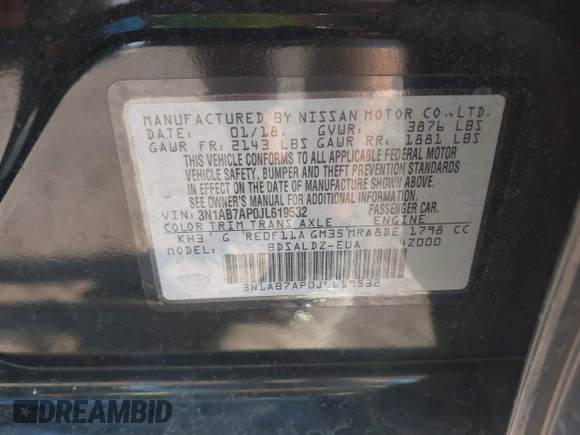 MANUFACTURED BY NISSAN MOTOR CO., LTD.
DATE: 01/18. GVWR: 3876 LBS
GAWR FR: 2143 LBS GAWR RR: 1881 LBS
THIS VEHICLE CONFORMS TO ALL APPLICABLE FEDERAL MOTOR
VEHICLE SAFETY, BUMPER AND THEFT PREVENTION STANDARDS
IN EFFECT ON THE DATE OF MANUFACTURE SHOWN ABOVE.
SEE OWNER'S MANUAL FOR ADDITIONAL INFORMATION
VIN: 3N1AB7AP0JL619532 PASSENGER CAR.
COLOR TRIM TRANS AXLE ENGINE
KH3 G RE0F11A GM35 MRA8DE 1798 CC
MODEL: BDSALDZ-EUA 4Z000
3N1AB7AP0JL619532
DREAMBID